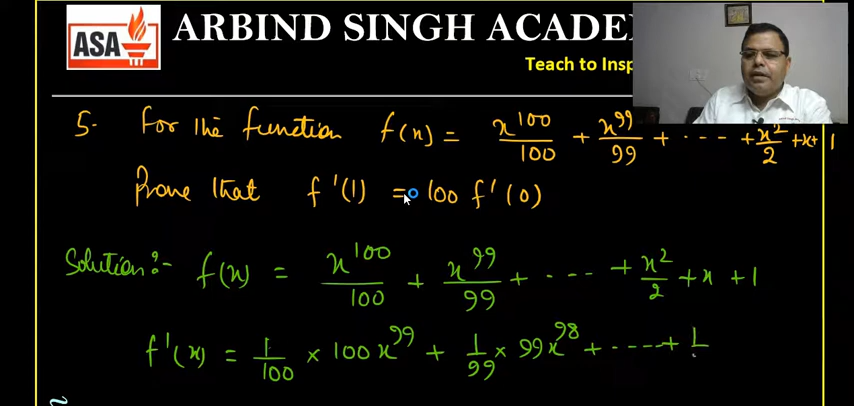 ASA
ARBIND SINGH ACADE
Teach to Insp
5. For the function f(x) = x^100/100 + x^99/99 + ---- + x^2/2 + x + 1
Prove that f'(1) = 100 f'(0)
Solution:- f(x) = x^100/100 + x^99/99 + ---- + x^2/2 + x + 1
f'(x) = 1/100 × 100x^99 + 1/99 × 99x^98 + ---- + 1/